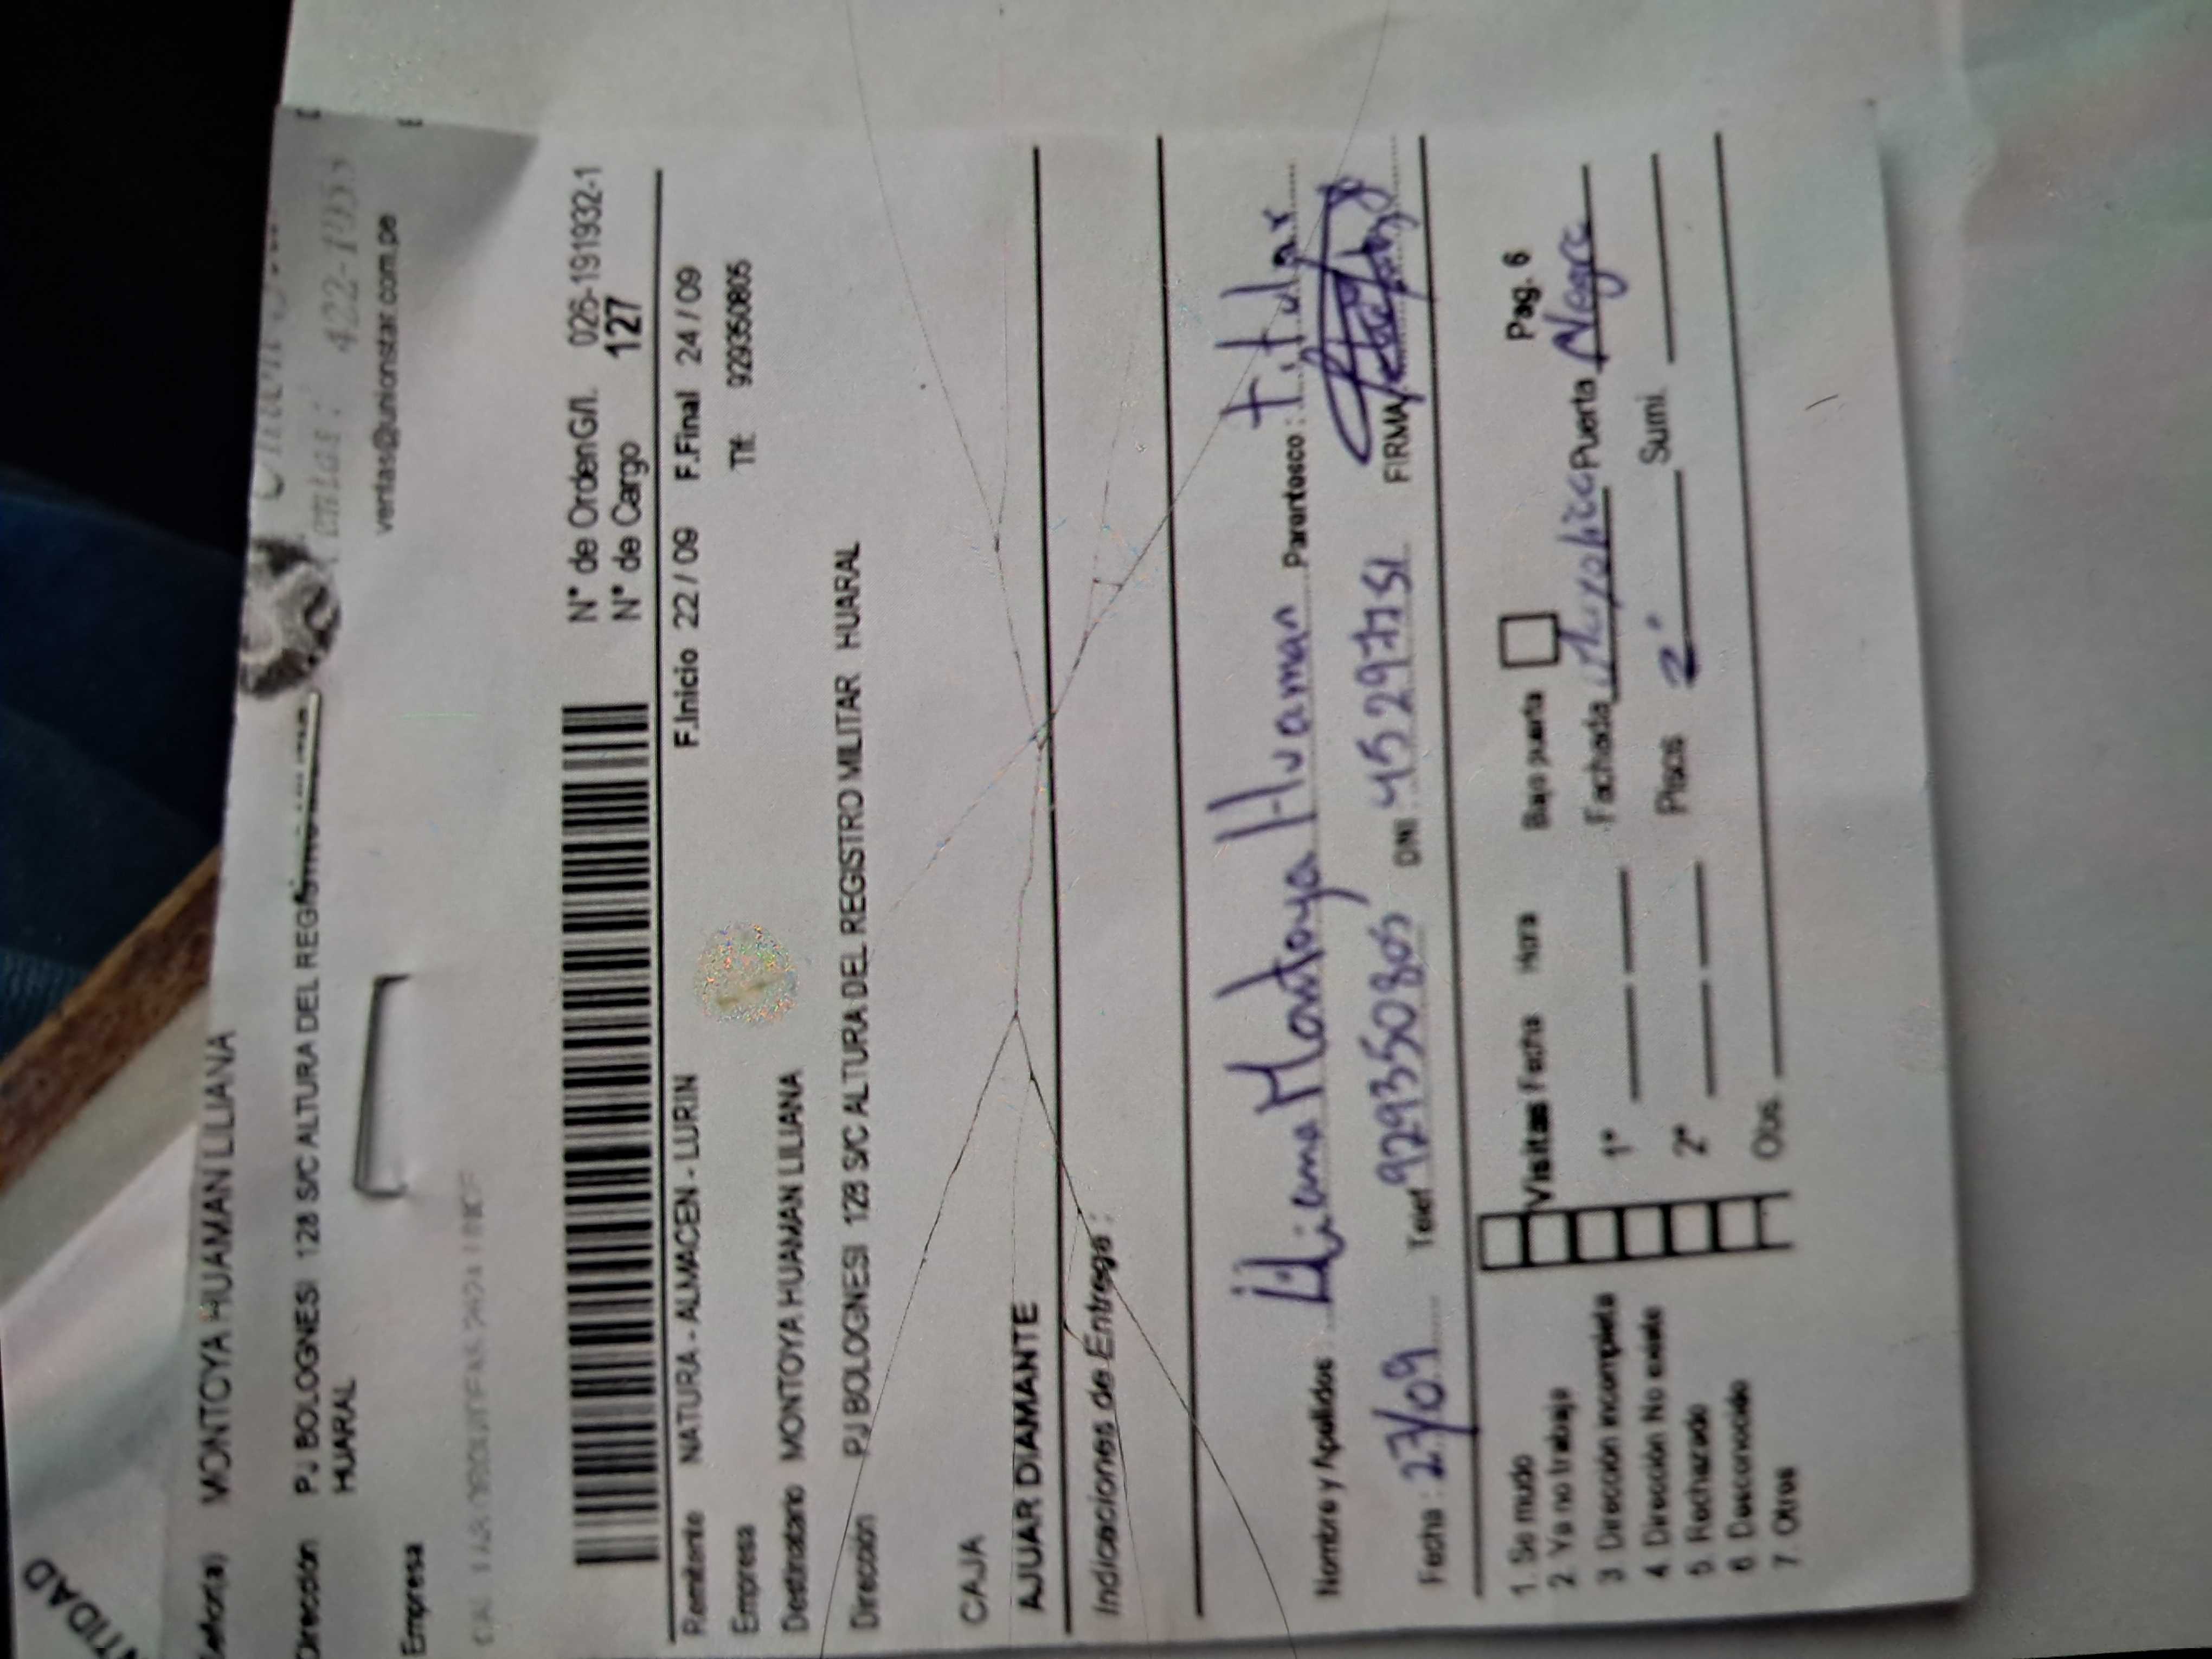 Señor(a) MONTOYA HUAMAN LILIANA
Dirección PJ BOLOGNESI 128 S/C ALTURA DEL
HUARAL
Empresa
ventas@unionstar.com.pe
N° de Orden G/I. 026-191932-1
N° de Cargo 127
Remitente NATURA - ALMACEN - LURIN F.Inicio 22 / 09 F.Final 24 / 09
Empresa Tlf: 929350805
Destinatario MONTOYA HUAMAN LILIANA
Dirección PJ BOLOGNESI 128 S/C ALTURA DEL REGISTRO MILITAR HUARAL
CAJA
AJUAR DIAMANTE
Indicaciones de Entrega :
Nombre y Apellidos : Liliana Montoya Huaman Parentesco : Titular
Fecha : 27/09 Telef 929350805 DNI : 45297751 FIRMA
Pag. 6
1. Se mudo Visitas Fecha Hora Bajo puerta
2. Ya no trabaja 1° Fachada Mayolica Puerta Negra
3. Dirección incompleta
4. Dirección No existe 2° Pisos 2° Sumi.
5. Rechazado
6. Desconocido Obs.
7. Otros